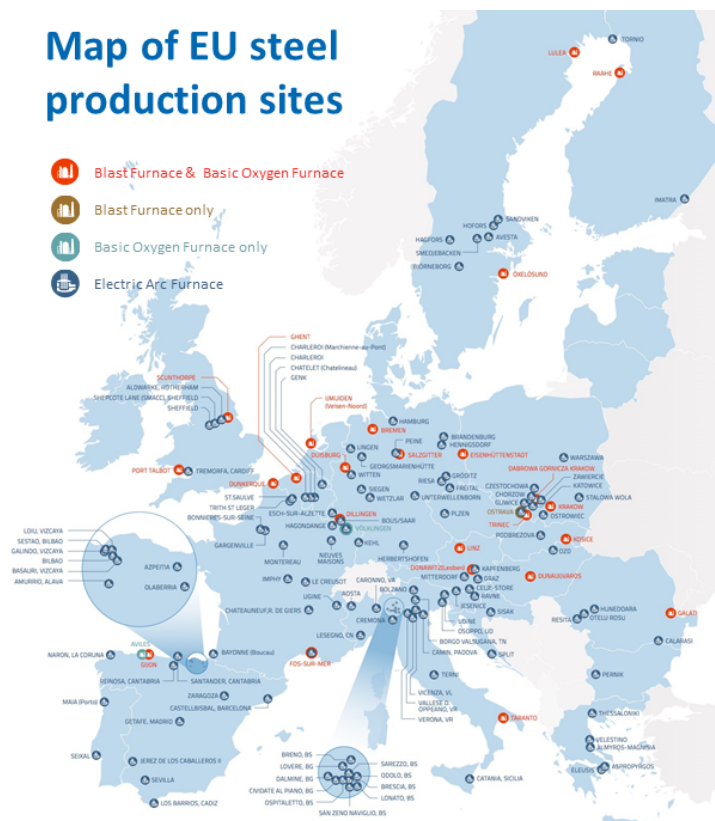 Map of EU steel
production sites
Blast Furnace & Basic Oxygen Furnace
Blast Furnace only
Basic Oxygen Furnace only
Electric Arc Furnace
LULEA
TORNIO
RAAHE
IMATRA
SANDVIKEN
HOFORS
HAGFORS
AVESTA
SMEDJEBACKEN
BJÖRNEBORG
OXELÖSUND
GHENT
CHARLEROI (Marchienne-au-Pont)
CHARLEROI
CHATELET (Chatelineau)
GENK
SCUNTHORPE
ALDWARKE, ROTHERHAM
SHEPCOTE LANE (SMACC), SHEFFIELD
SHEFFIELD
IJMUIDEN
(Velsen-Noord)
BREMEN
HAMBURG
PORT TALBOT
TREMORFA, CARDIFF
DUISBURG
LINGEN
PEINE
SALZGITTER
BRANDENBURG
HENNIGSDORF
EISENHÜTTENSTADT
WARSZAWA
GEORGSMARIENHÜTTE
DABROWA GORNICZA KRAKOW
DUNKERQUE
WITTEN
RIESA
GRODITZ
FREITAL
CZESTOCHOWA
ZAWIERCIE
KATOWICE
CHORZOW
GLIWICE
STALOWA WOLA
ST.SAULVE
TRITH ST LEGER
SIEGEN
WETZLAR
UNTERWELLENBORN
KRAKOW
OSTRAVA
OSTROWIEC
BONNIERES-SUR-SEINE
ESCH-SUR-ALZETTE
DILLINGEN
PLZEN
TRINEC
HAGONDANGE
BOUS/SAAR
VÖLKLINGEN
PODBREZOVA
KOSICE
GARGENVILLE
NEUVES
MAISONS
KEHL
HERBERTSHOFEN
LINZ
OZD
LOIU, VIZCAYA
SESTAO, BILBAO
GALINDO, VIZCAYA
BILBAO
BASAURI, VIZCAYA
AMURRIO, ALAVA
AZPEITIA
OLABERRIA
MONTEREAU
IMPHY
LE CREUSOT
UGINE
AOSTA
CARONNO, VR
BOLZANO
DONAWITZ(Leoben)
KAPFENBERG
MITTERDORF
GRAZ
CELJE-STORE
RAVNE
JESENICE
SISAK
DUNAUJVAROS
HUNEDOARA
OTELU ROSU
RESITA
GALATI
CALARASI
CHATEAUNEUF,R DE GIERS
CREMONA
LESEGNO, CN
UDINE
OSOPPO, UD
BORGO VALSUGANA, TN
CAMIN, PADOVA
SPLIT
AVILES
NARON, LA CORUNA
GIJON
BAYONNE (Boucau)
FOS-SUR-MER
REINOSA, CANTABRIA
SANTANDER, CANTABRIA
TERNI
PERNIK
VICENZA, VI.
VALLESE D.
OPPEANO, VR
VERONA, VR
MAIA (Porto)
ZARAGOZA
CASTELLBISBAL, BARCELONA
GETAFE, MADRID
TARANTO
THESSALONIKI
VELESTINO
ALMYROS-MAGNISIA
ELEUSIS
ASPROPYRGOS
SEIXAL
JEREZ DE LOS CABALLEROS II
SEVILLA
LOS BARRIOS, CADIZ
BRENO, BS
LOVERE, BG
DALMINE, BG
CIVIDATE AL PIANO, BG
OSPITALETTO, BS
SAN ZENO NAVIGLIO, BS
SAREZZO, BS
ODOLO, BS
BRESCIA, BS
LONATO, BS
CATANIA, SICILIA